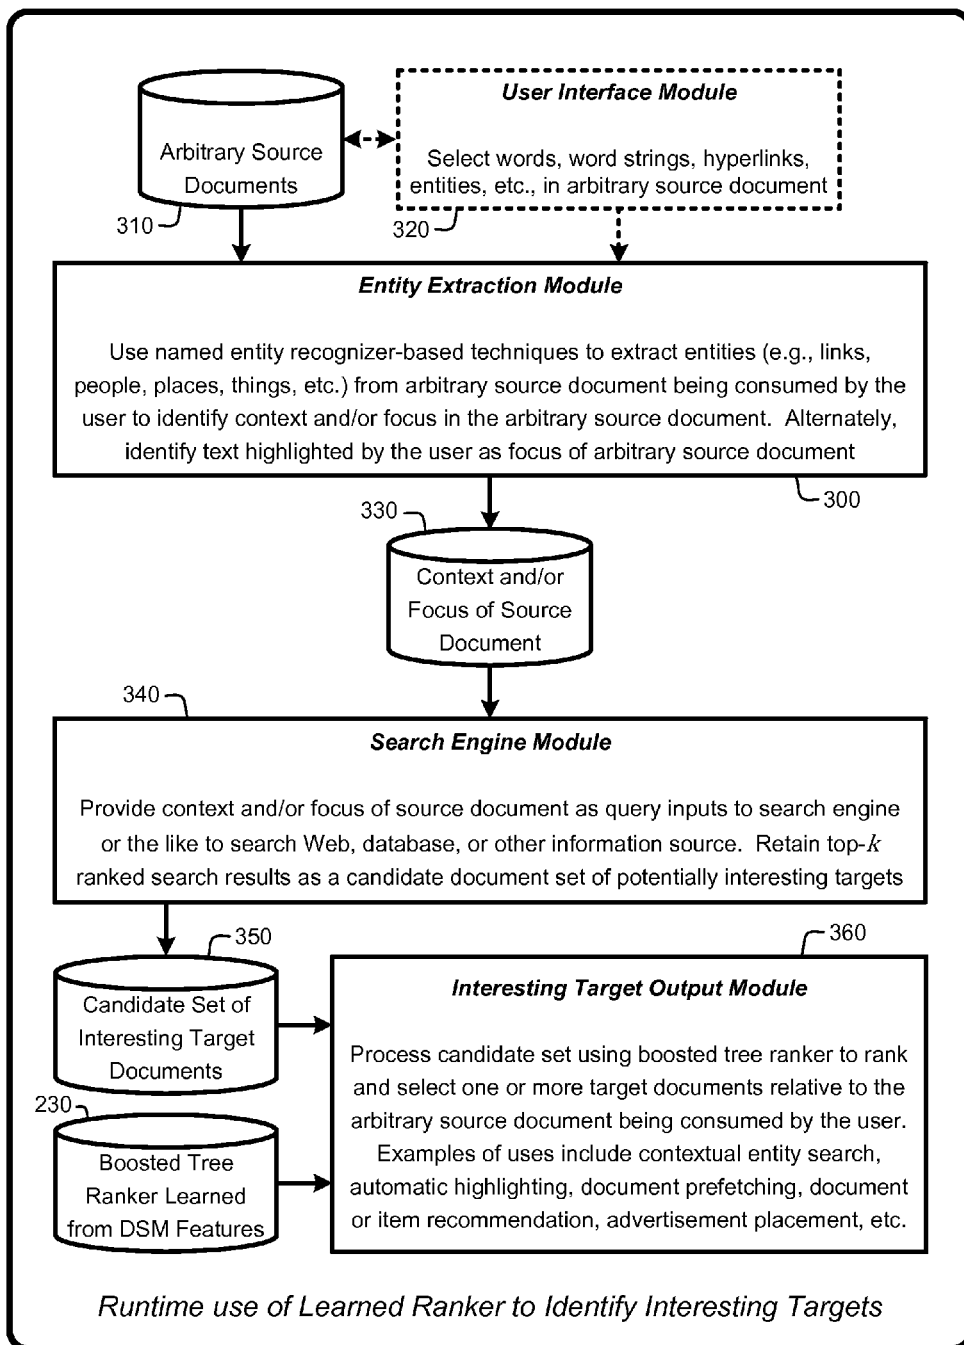 Arbitrary Source
Documents
310
User Interface Module
Select words, word strings, hyperlinks,
entities, etc., in arbitrary source document
320
Entity Extraction Module
Use named entity recognizer-based techniques to extract entities (e.g., links,
people, places, things, etc.) from arbitrary source document being consumed by the
user to identify context and/or focus in the arbitrary source document.  Alternately,
identify text highlighted by the user as focus of arbitrary source document
300
330
Context and/or
Focus of Source
Document
340
Search Engine Module
Provide context and/or focus of source document as query inputs to search engine
or the like to search Web, database, or other information source.  Retain top-k
ranked search results as a candidate document set of potentially interesting targets
350
Candidate Set of
Interesting Target
Documents
230
Boosted Tree
Ranker Learned
from DSM Features
360
Interesting Target Output Module
Process candidate set using boosted tree ranker to rank
and select one or more target documents relative to the
arbitrary source document being consumed by the user.
Examples of uses include contextual entity search,
automatic highlighting, document prefetching, document
or item recommendation, advertisement placement, etc.
Runtime use of Learned Ranker to Identify Interesting Targets